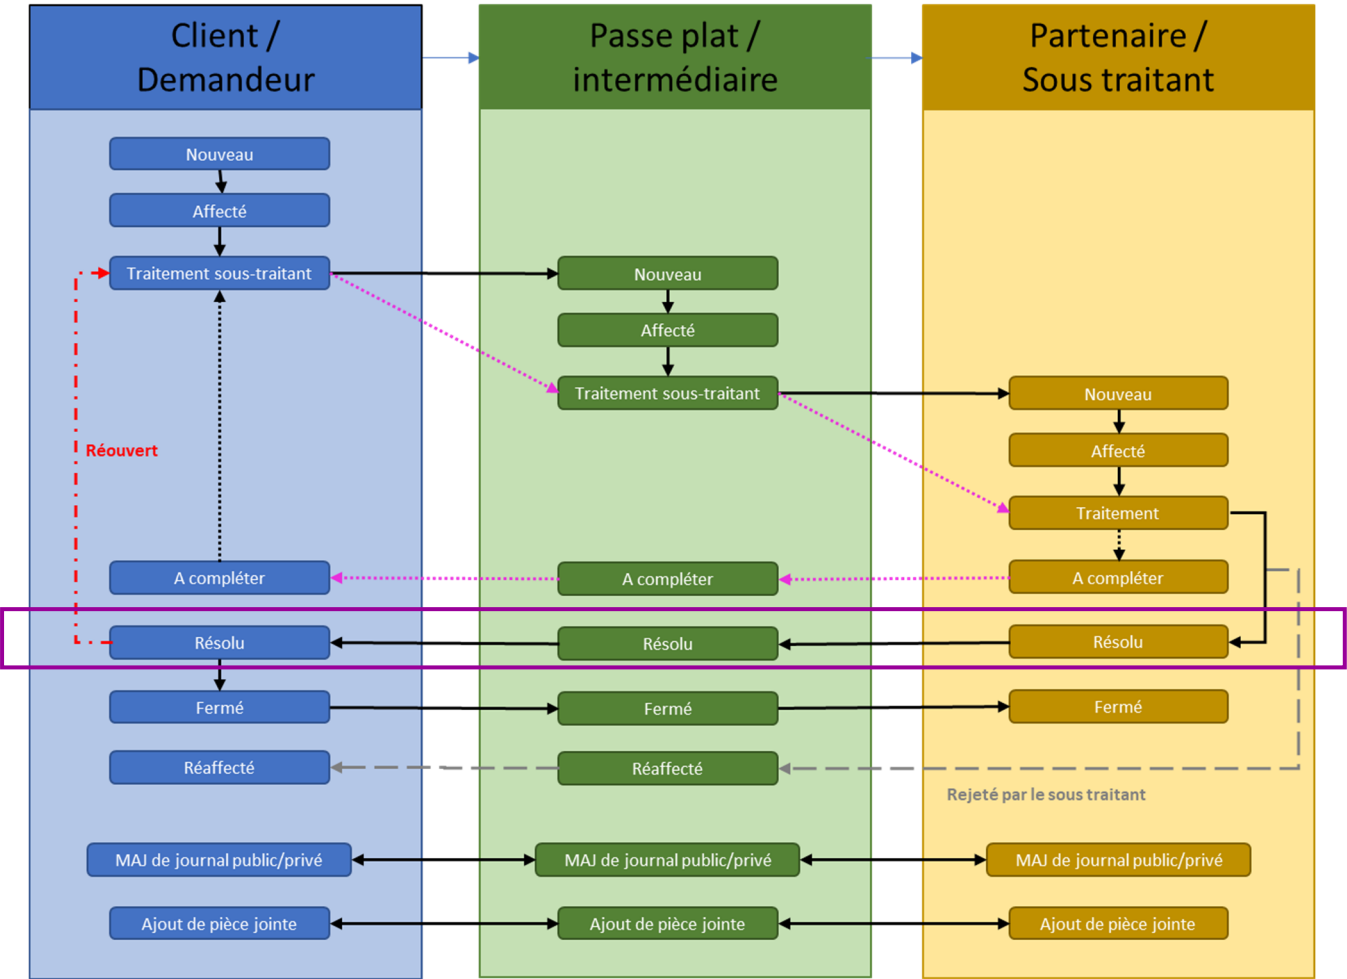 Client /
Demandeur
Passe plat /
intermédiaire
Partenaire /
Sous traitant
Nouveau
Affecté
Traitement sous-traitant
Nouveau
Affecté
Traitement sous-traitant
Nouveau
Réouvert
Affecté
Traitement
A compléter
A compléter
A compléter
Résolu
Résolu
Résolu
Fermé
Fermé
Fermé
Réaffecté
Réaffecté
Rejeté par le sous traitant
MAJ de journal public/privé
MAJ de journal public/privé
MAJ de journal public/privé
Ajout de pièce jointe
Ajout de pièce jointe
Ajout de pièce jointe